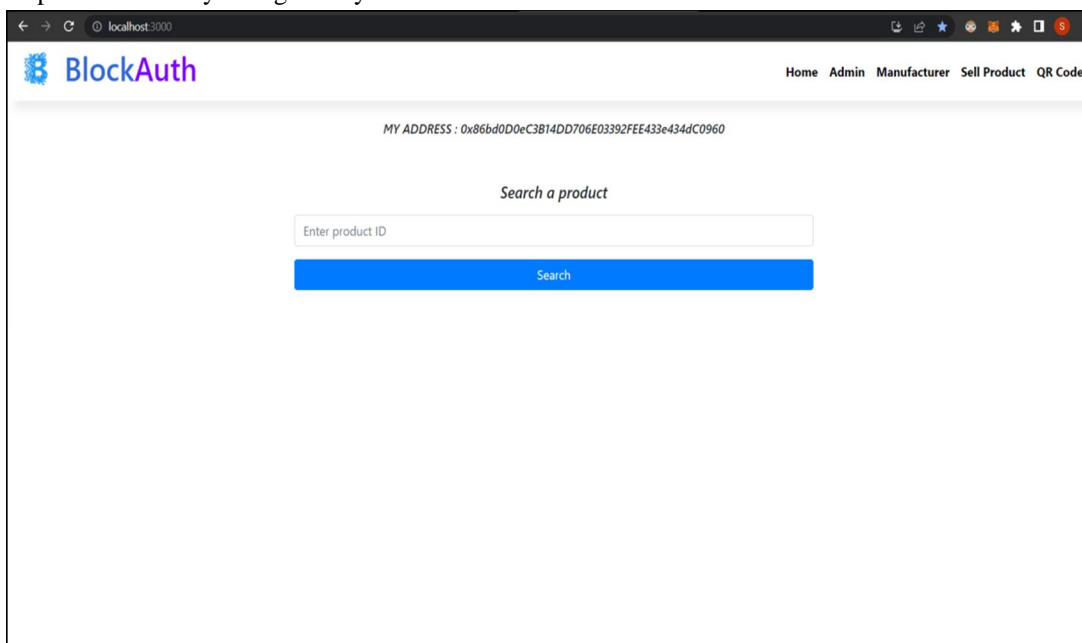 localhost:3000
S
BlockAuth
Home Admin Manufacturer Sell Product QR Code
MY ADDRESS : 0x86bd0D0eC3B14DD706E03392FEE433e434dC0960
Search a product
Enter product ID
Search